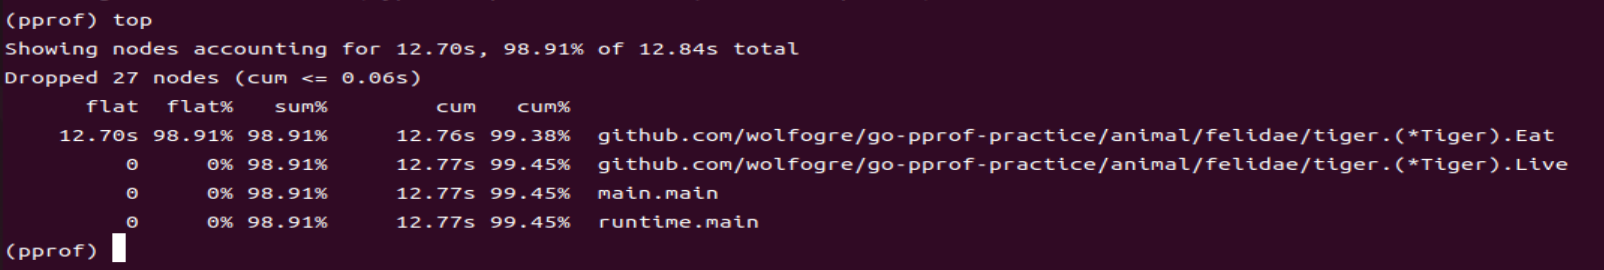 (pprof) top
Showing nodes accounting for 12.70s, 98.91% of 12.84s total
Dropped 27 nodes (cum <= 0.06s)
      flat  flat%   sum%        cum   cum%
    12.70s 98.91% 98.91%     12.76s 99.38%  github.com/wolfogre/go-pprof-practice/animal/felidae/tiger.(*Tiger).Eat
         0     0% 98.91%     12.77s 99.45%  github.com/wolfogre/go-pprof-practice/animal/felidae/tiger.(*Tiger).Live
         0     0% 98.91%     12.77s 99.45%  main.main
         0     0% 98.91%     12.77s 99.45%  runtime.main
(pprof)